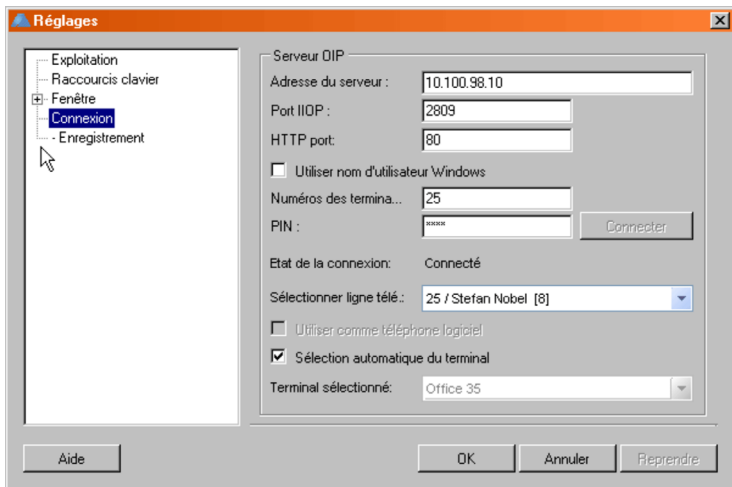 Réglages
Exploitation
Raccourcis clavier
Fenêtre
Connexion
- Enregistrement
Serveur OIP
Adresse du serveur : 10.100.98.10
Port IIOP : 2809
HTTP port: 80
Utiliser nom d'utilisateur Windows
Numéros des termina... 25
PIN : **** Connecter
Etat de la connexion: Connecté
Sélectionner ligne télé.: 25 / Stefan Nobel [8]
Utiliser comme téléphone logiciel
Sélection automatique du terminal
Terminal sélectionné: Office 35
Aide OK Annuler Reprendre